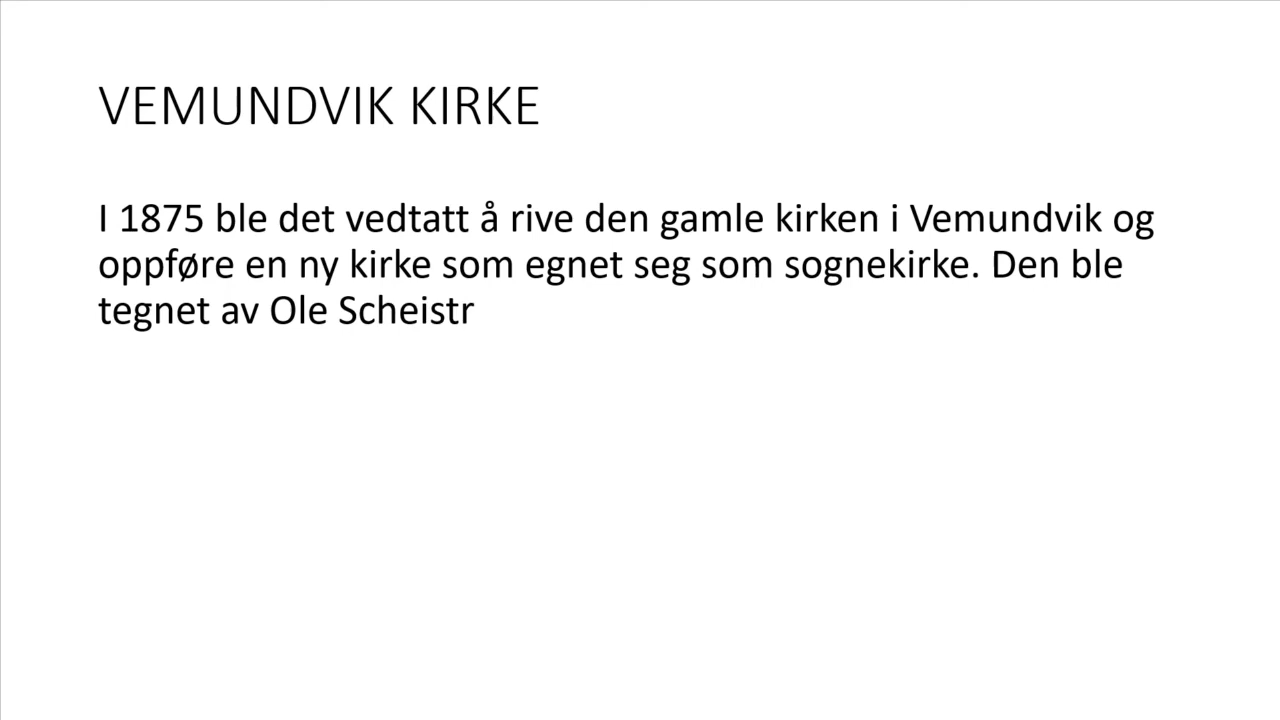 VEMUNDVIK KIRKE
I 1875 ble det vedtatt å rive den gamle kirken i Vemundvik og
oppføre en ny kirke som egnet seg som sognekirke. Den ble
tegnet av Ole Scheistr